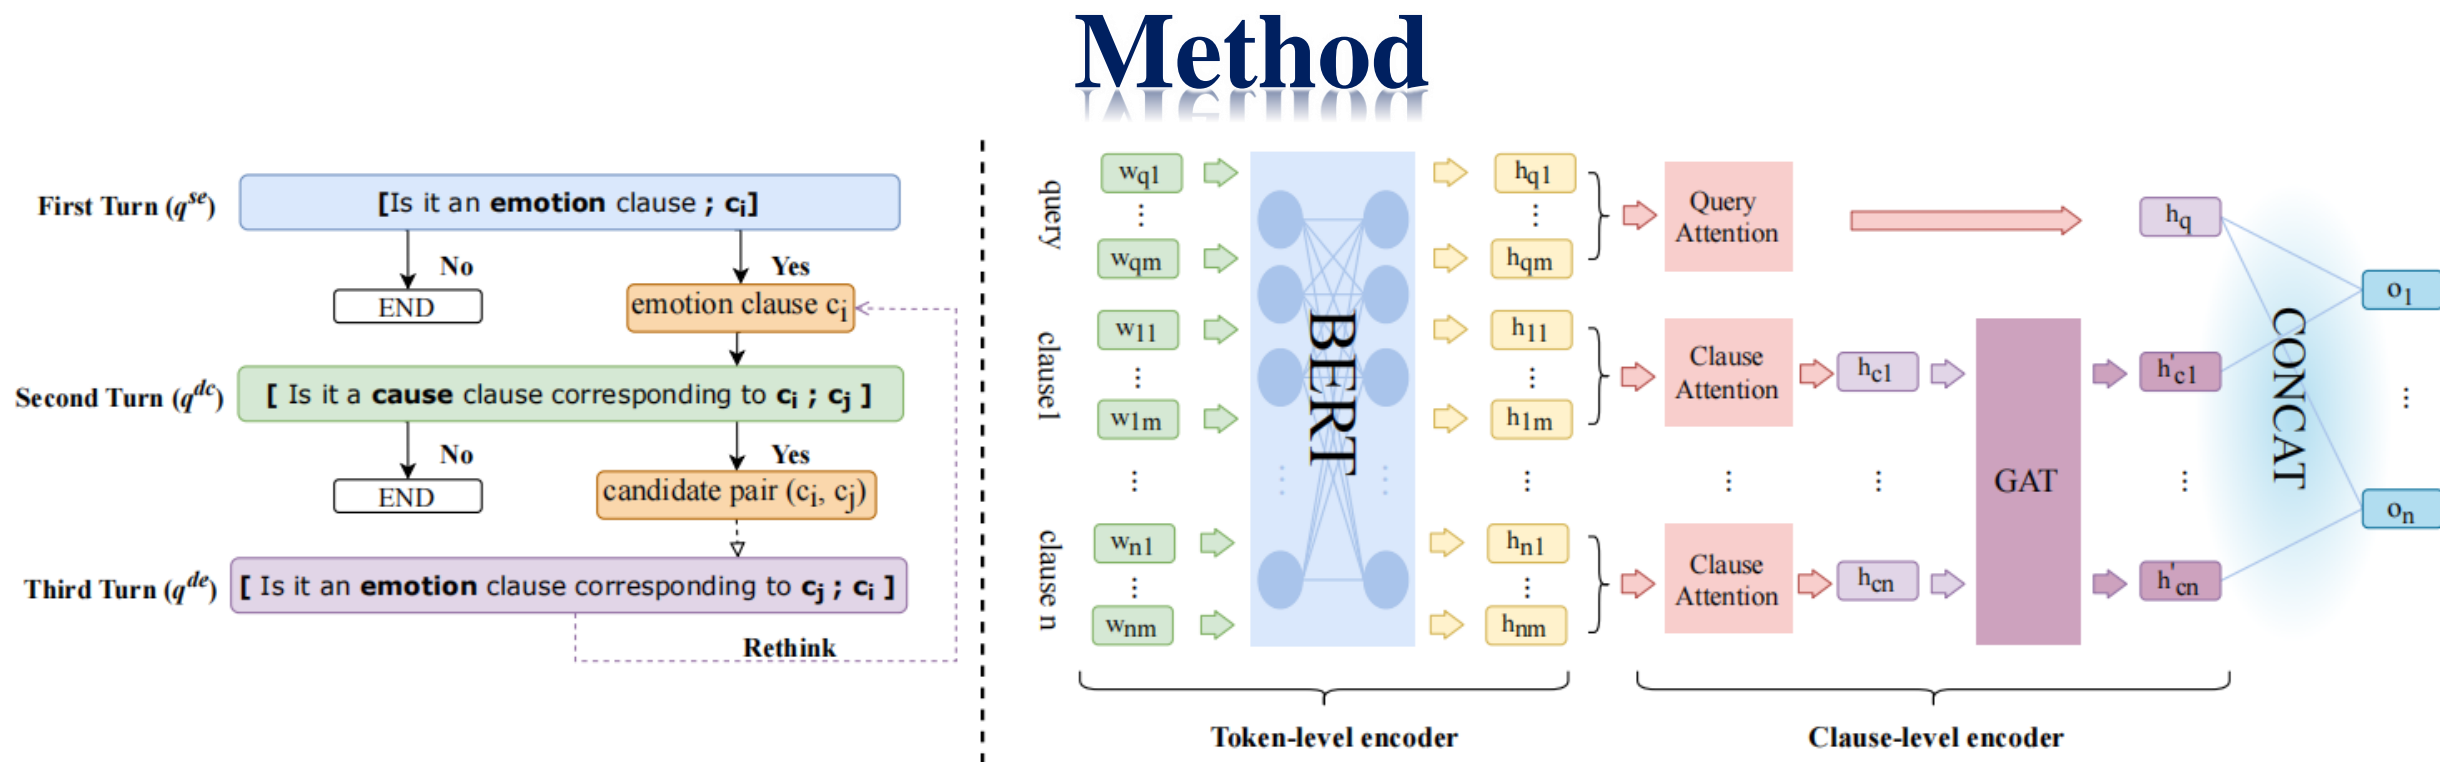 Method
First Turn (q^se)
[Is it an emotion clause ; c_i]
No
Yes
END
emotion clause c_i
Second Turn (q^dc)
[ Is it a cause clause corresponding to c_i ; c_j ]
No
Yes
END
candidate pair (c_i, c_j)
Third Turn (q^de)
[ Is it an emotion clause corresponding to c_j ; c_i ]
Rethink
query
clause1
clause n
w_q1
⋮
w_qm
w_11
⋮
w_1m
⋮
w_n1
⋮
w_nm
BERT
h_q1
⋮
h_qm
h_11
⋮
h_1m
⋮
h_n1
⋮
h_nm
Query
Attention
Clause
Attention
⋮
Clause
Attention
h_c1
⋮
h_cn
GAT
h_q
h'_c1
⋮
h'_cn
CONCAT
o_1
⋮
o_n
Token-level encoder
Clause-level encoder